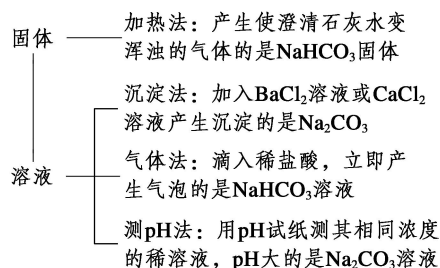 固体
加热法：产生使澄清石灰水变
浑浊的气体的是NaHCO₃固体
沉淀法：加入BaCl₂溶液或CaCl₂
溶液产生沉淀的是Na₂CO₃
溶液
气体法：滴入稀盐酸，立即产
生气泡的是NaHCO₃溶液
测pH法：用pH试纸测其相同浓度
的稀溶液，pH大的是Na₂CO₃溶液